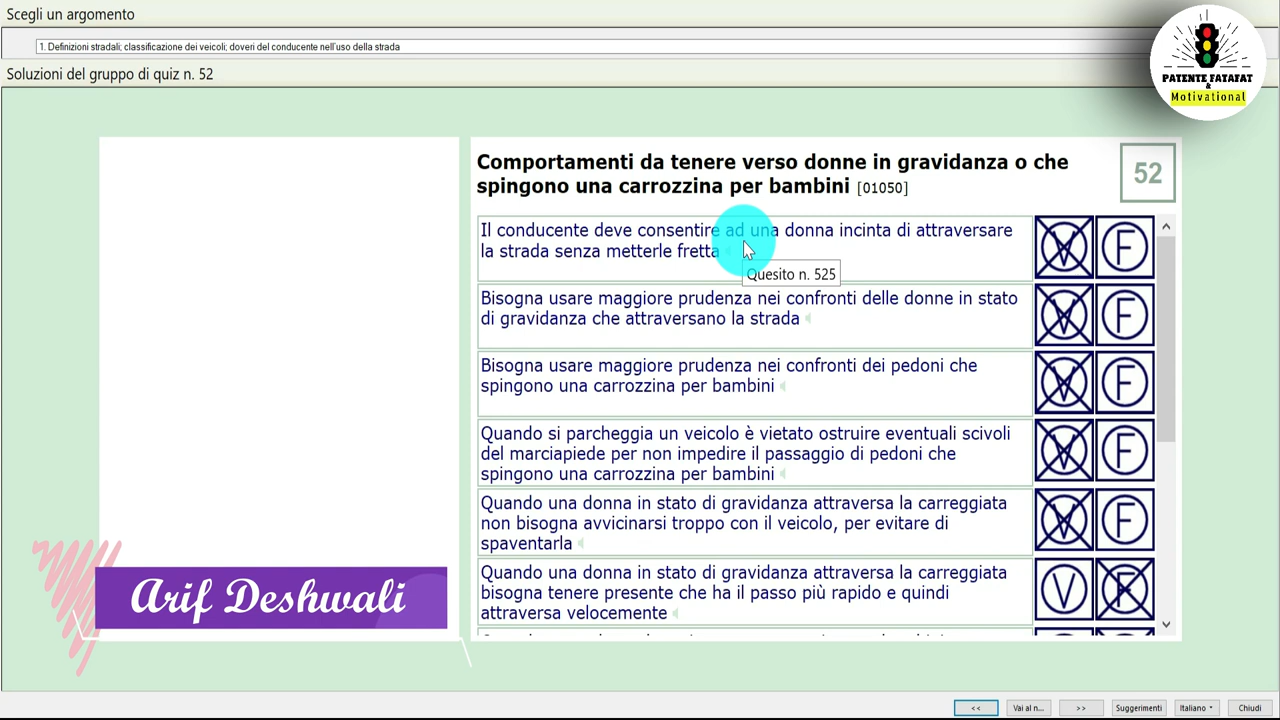 Scegli un argomento
1. Definizioni stradali; classificazione dei veicoli; doveri del conducente nell'uso della strada
Soluzioni del gruppo di quiz n. 52
PATENTE FATAFAT
&
Motivational
Comportamenti da tenere verso donne in gravidanza o che
spingono una carrozzina per bambini [01050]
52
Il conducente deve consentire ad una donna incinta di attraversare
la strada senza metterle fretta
V F
Quesito n. 525
Bisogna usare maggiore prudenza nei confronti delle donne in stato
di gravidanza che attraversano la strada
V F
Bisogna usare maggiore prudenza nei confronti dei pedoni che
spingono una carrozzina per bambini
V F
Quando si parcheggia un veicolo è vietato ostruire eventuali scivoli
del marciapiede per non impedire il passaggio di pedoni che
spingono una carrozzina per bambini
V F
Quando una donna in stato di gravidanza attraversa la carreggiata
non bisogna avvicinarsi troppo con il veicolo, per evitare di
spaventarla
V F
Quando una donna in stato di gravidanza attraversa la carreggiata
bisogna tenere presente che ha il passo più rapido e quindi
attraversa velocemente
V F
Arif Deshwali
<< Vai al n... >> Suggerimenti Italiano Chiudi